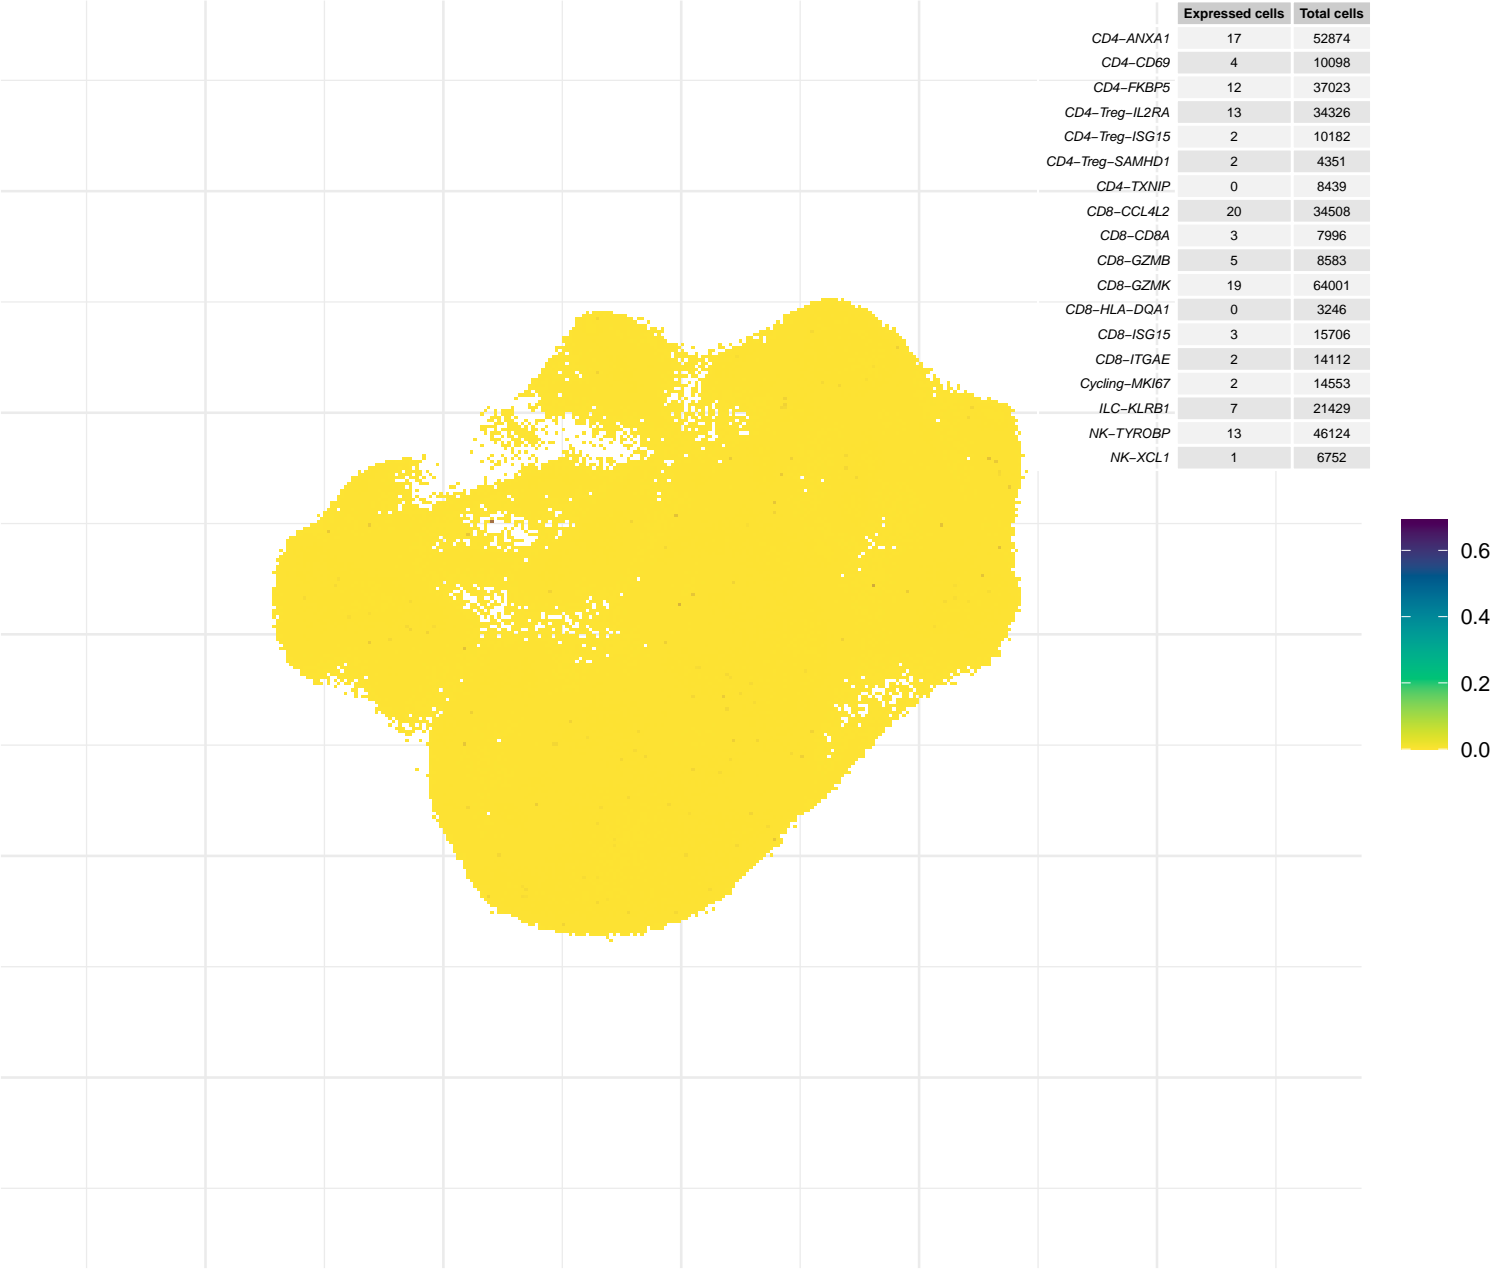 Expressed cells Total cells
CD4−ANXA1 17 52874
CD4−CD69 4 10098
CD4−FKBP5 12 37023
CD4−Treg−IL2RA 13 34326
CD4−Treg−ISG15 2 10182
CD4−Treg−SAMHD1 2 4351
CD4−TXNIP 0 8439
CD8−CCL4L2 20 34508
CD8−CD8A 3 7996
CD8−GZMB 5 8583
CD8−GZMK 19 64001
CD8−HLA−DQA1 0 3246
CD8−ISG15 3 15706
CD8−ITGAE 2 14112
Cycling−MKI67 2 14553
ILC−KLRB1 7 21429
NK−TYROBP 13 46124
NK−XCL1 1 6752
0.6
0.4
0.2
0.0